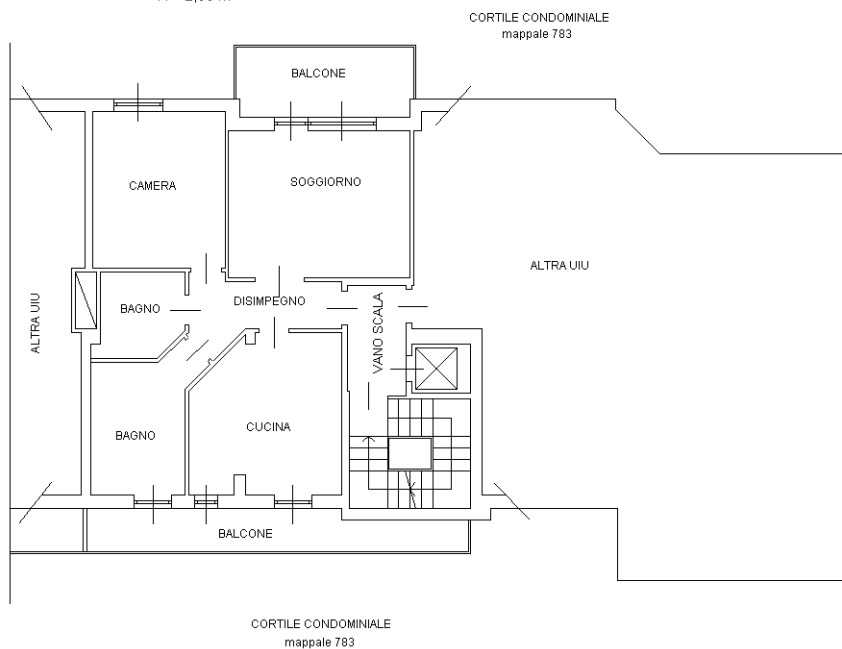 CORTILE CONDOMINIALE
mappale 783
BALCONE
CAMERA
SOGGIORNO
ALTRA UIU
ALTRA UIU
BAGNO
DISIMPEGNO
VANO SCALA
BAGNO
CUCINA
BALCONE
CORTILE CONDOMINIALE
mappale 783